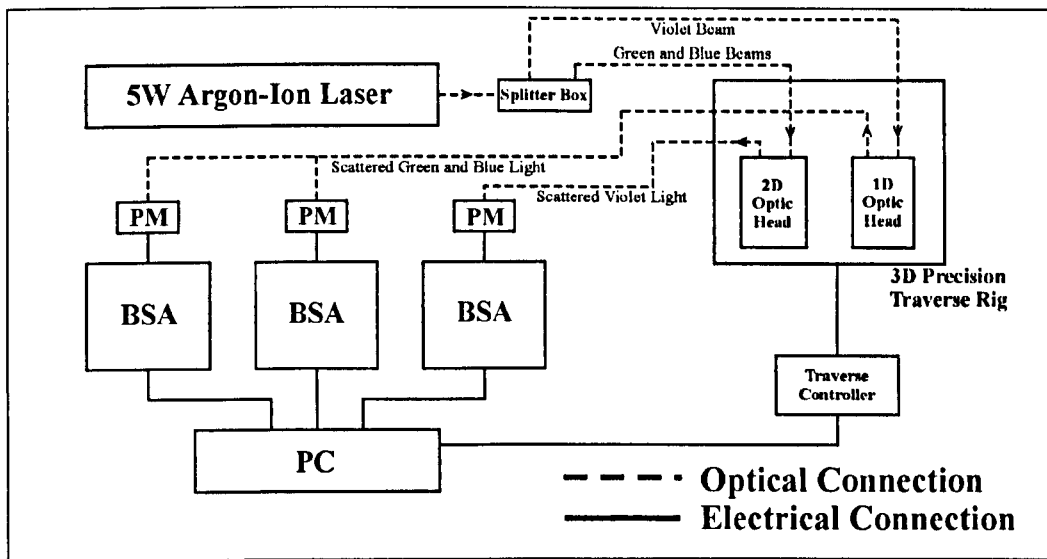 Violet Beam
Green and Blue Beams
5W Argon-Ion Laser
Splitter Box
Scattered Green and Blue Light
Scattered Violet Light
2D
Optic
Head
1D
Optic
Head
PM
PM
PM
3D Precision
Traverse Rig
BSA
BSA
BSA
Traverse
Controller
PC
Optical Connection
Electrical Connection